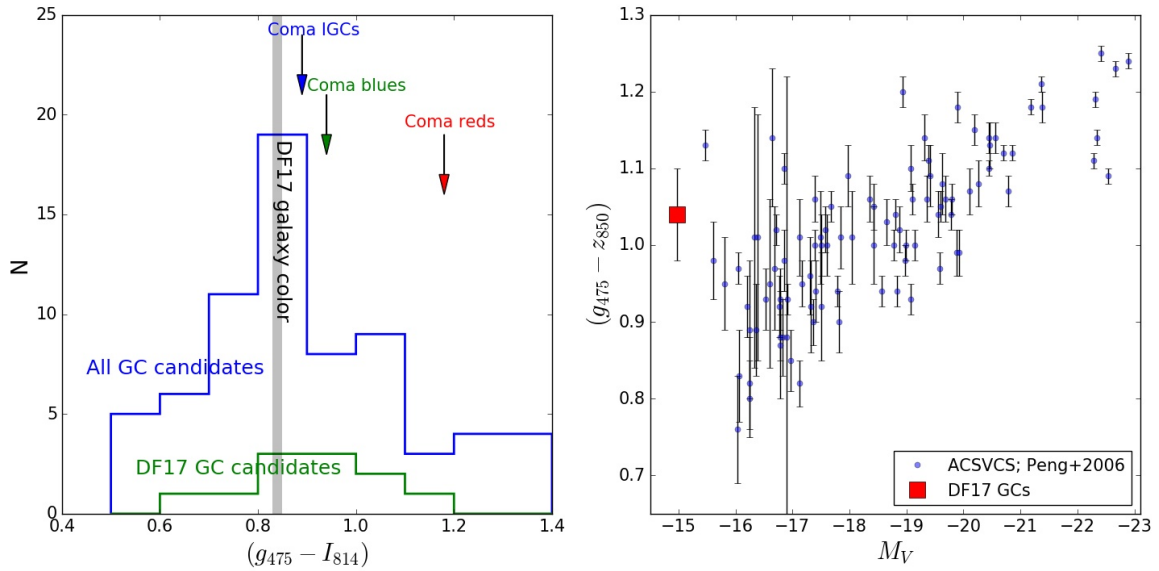 25
20
15
10
5
0
N
Coma IGCs
Coma blues
Coma reds
DF17 galaxy color
All GC candidates
DF17 GC candidates
0.4 0.6 0.8 1.0 1.2 1.4
(g475 − I814)
1.3
1.2
1.1
1.0
0.9
0.8
0.7
(g475 − z850)
ACSVCS; Peng+2006
DF17 GCs
−15 −16 −17 −18 −19 −20 −21 −22 −23
MV